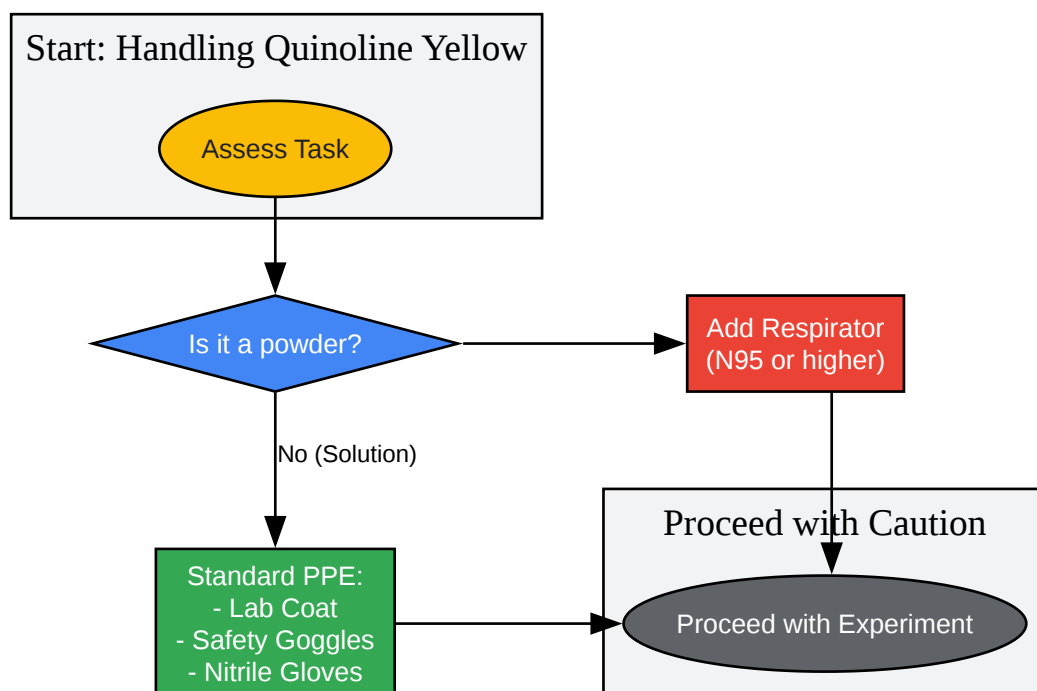 Start: Handling Quinoline Yellow
Assess Task
Is it a powder?
Add Respirator
(N95 or higher)
No (Solution)
Proceed with Caution
Standard PPE:
- Lab Coat
- Safety Goggles
- Nitrile Gloves
Proceed with Experiment